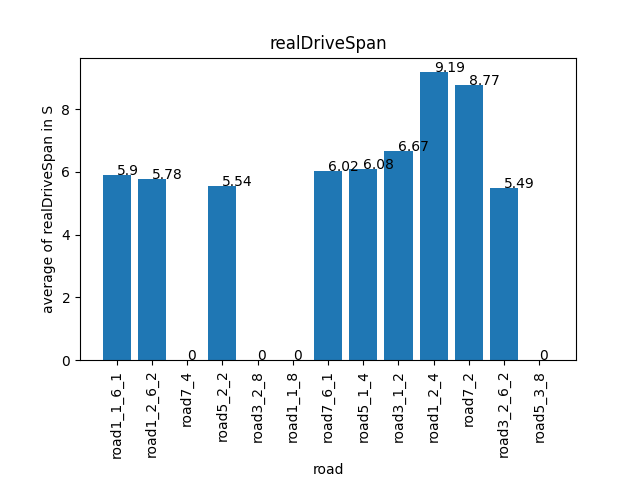 realDriveSpan
average of realDriveSpan in S
8
6
4
2
0
5.9
5.78
0
5.54
0
0
6.02
6.08
6.67
9.19
8.77
5.49
0
road1_1_6_1
road1_2_6_2
road7_4
road5_2_2
road3_2_8
road1_1_8
road7_6_1
road5_1_4
road3_1_2
road1_2_4
road7_2
road3_2_6_2
road5_3_8
road